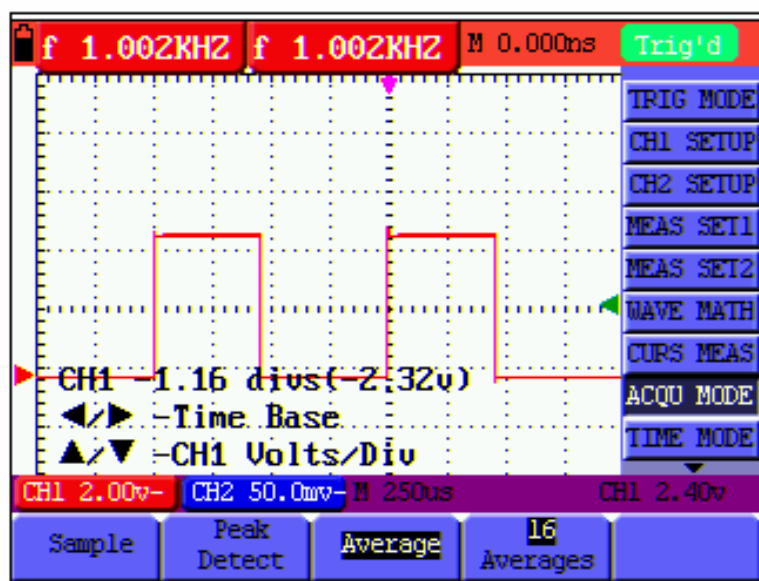 f 1.002KHZ f 1.002KHZ M 0.000ns Trig'd
TRIG MODE
CH1 SETUP
CH2 SETUP
MEAS SET1
MEAS SET2
WAVE MATH
CURS MEAS
ACQU MODE
TIME MODE
CH1 -1.16 divs(-2.32v)
◄/► -Time Base
▲/▼ -CH1 Volts/Div
CH1 2.00v- CH2 50.0mv- M 250us CH1 2.40v
Sample
Peak
Detect
Average
16
Averages